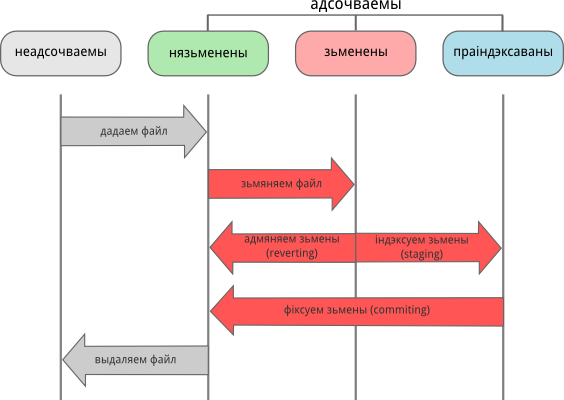 адсочваемы
неадсочваемы
нязьменены
зьменены
праіндэксаваны
дадаем файл
зьмяняем файл
адмяняем зьмены
(reverting)
індэксуем зьмены
(staging)
фіксуем зьмены (commiting)
выдаляем файл